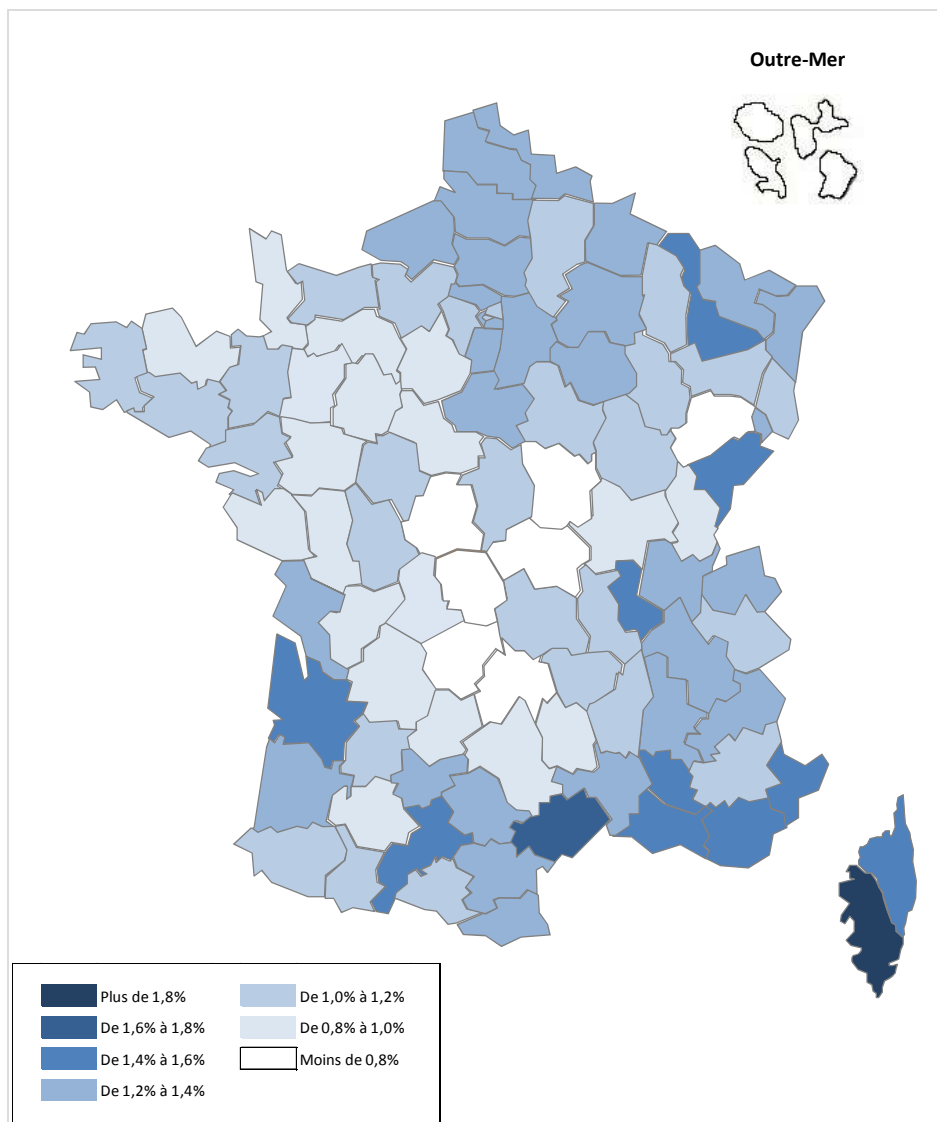 Outre-Mer
Plus de 1,8%
De 1,6% à 1,8%
De 1,4% à 1,6%
De 1,2% à 1,4%
De 1,0% à 1,2%
De 0,8% à 1,0%
Moins de 0,8%